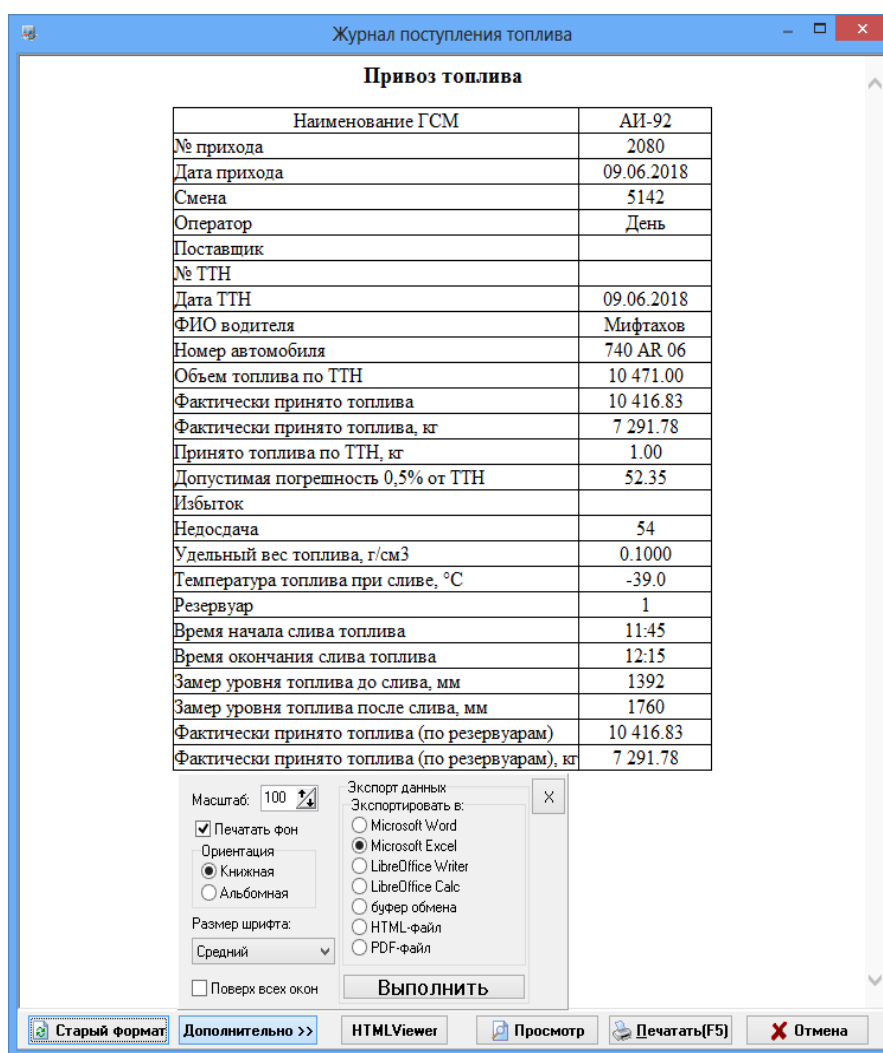 Журнал поступления топлива
Привоз топлива
Наименование ГСМ АИ-92
№ прихода 2080
Дата прихода 09.06.2018
Смена 5142
Оператор День
Поставщик
№ ТТН
Дата ТТН 09.06.2018
ФИО водителя Мифтахов
Номер автомобиля 740 AR 06
Объем топлива по ТТН 10 471.00
Фактически принято топлива 10 416.83
Фактически принято топлива, кг 7 291.78
Принято топлива по ТТН, кг 1.00
Допустимая погрешность 0,5% от ТТН 52.35
Избыток
Недосдача 54
Удельный вес топлива, г/см3 0.1000
Температура топлива при сливе, °С -39.0
Резервуар 1
Время начала слива топлива 11:45
Время окончания слива топлива 12:15
Замер уровня топлива до слива, мм 1392
Замер уровня топлива после слива, мм 1760
Фактически принято топлива (по резервуарам) 10 416.83
Фактически принято топлива (по резервуарам), кг 7 291.78
Масштаб: 100
Печатать фон
Ориентация
Книжная
Альбомная
Размер шрифта:
Средний
Поверх всех окон
Экспорт данных
X
Экспортировать в:
Microsoft Word
Microsoft Excel
LibreOffice Writer
LibreOffice Calc
буфер обмена
HTML-файл
PDF-файл
Выполнить
Старый формат Дополнительно >> HTMLViewer Просмотр Печатать(F5) Отмена